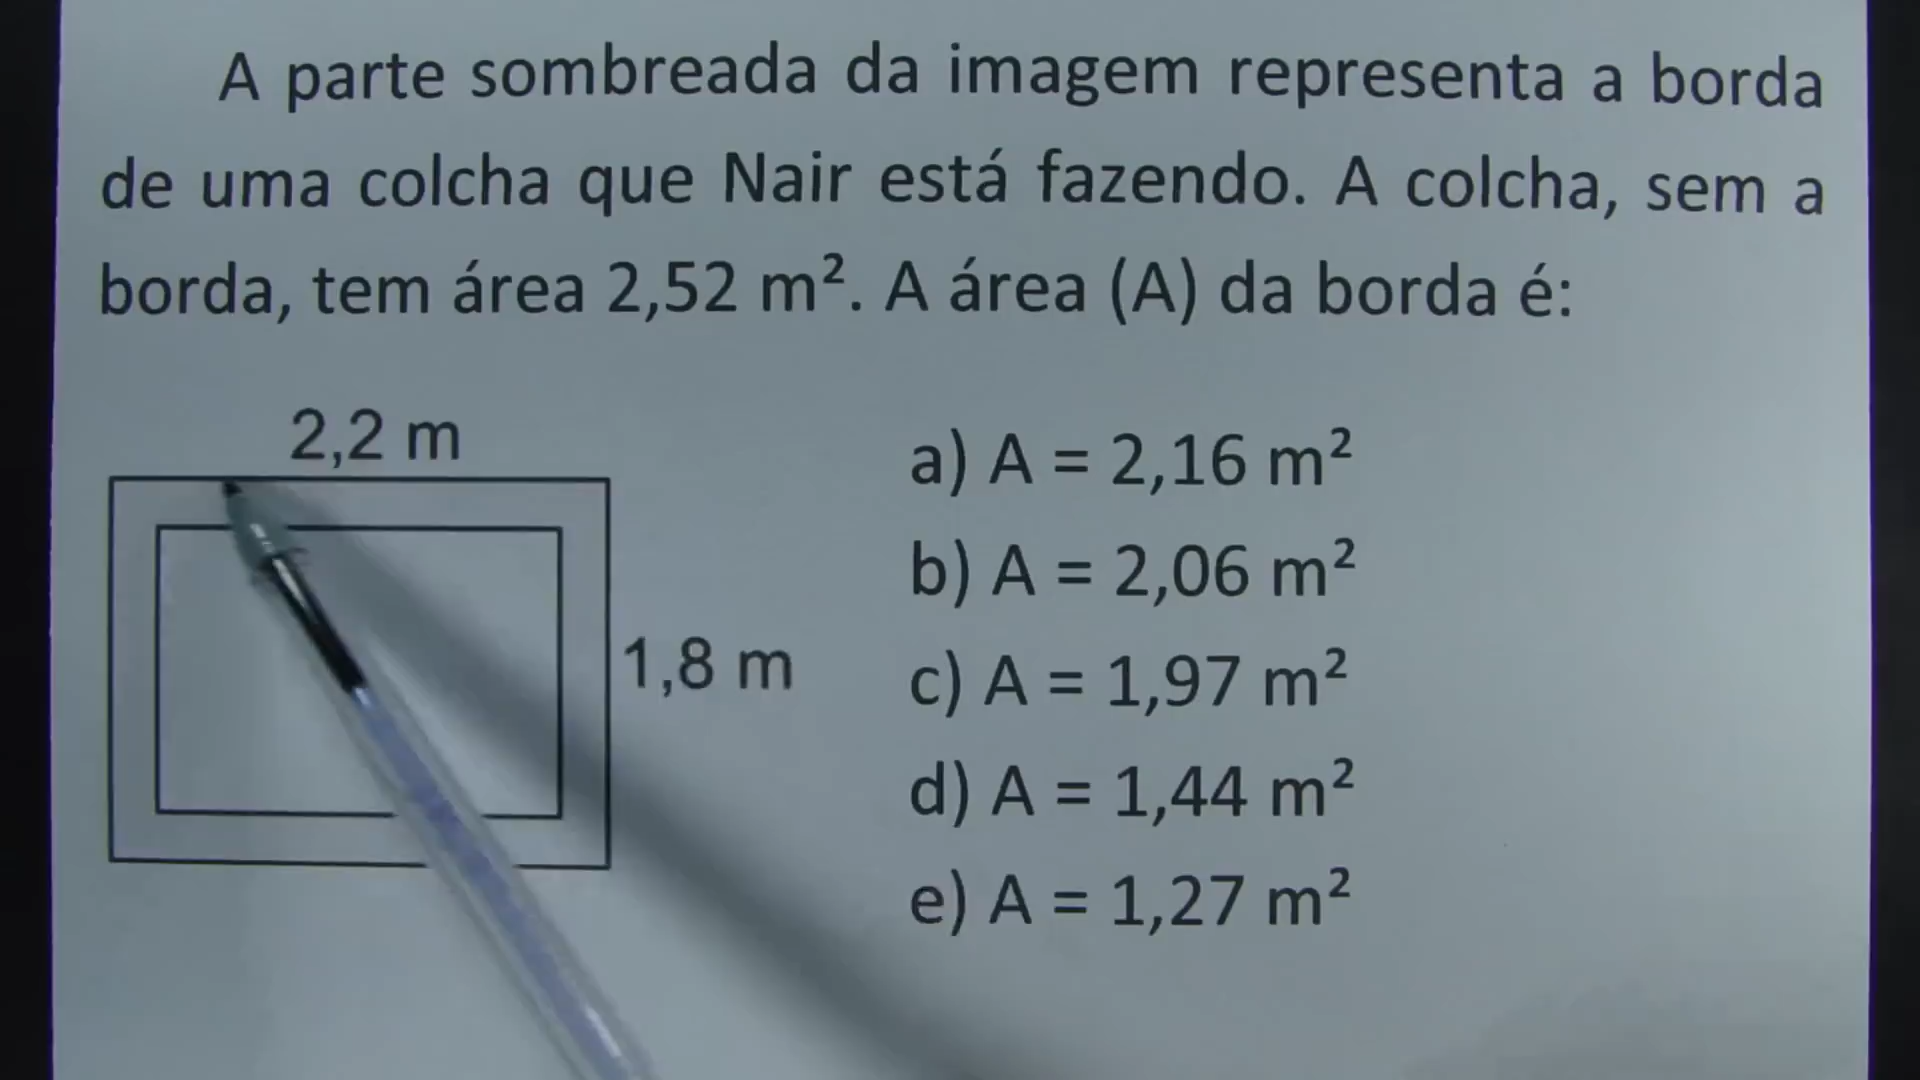 A parte sombreada da imagem representa a borda
de uma colcha que Nair está fazendo. A colcha, sem a
borda, tem área 2,52 m². A área (A) da borda é:
2,2 m
1,8 m
a) A = 2,16 m²
b) A = 2,06 m²
c) A = 1,97 m²
d) A = 1,44 m²
e) A = 1,27 m²